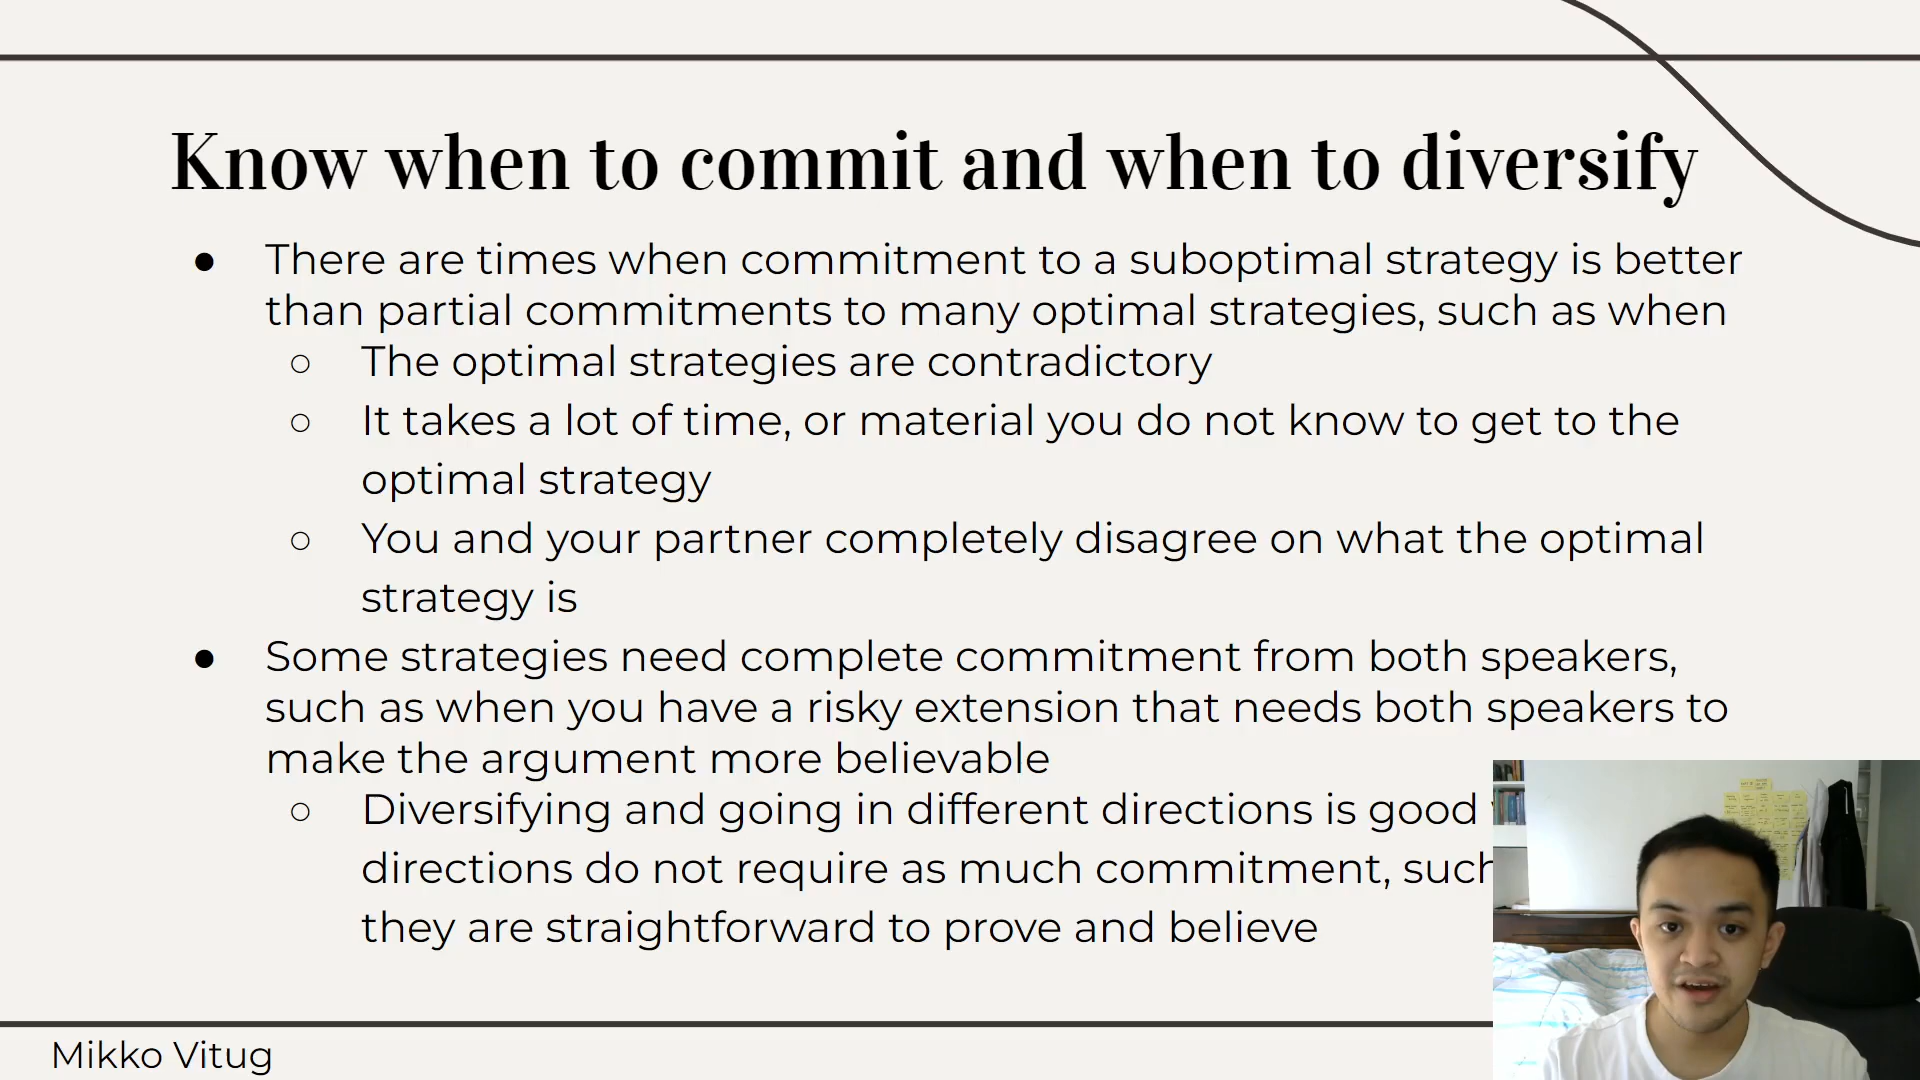 Know when to commit and when to diversify
● There are times when commitment to a suboptimal strategy is better
than partial commitments to many optimal strategies, such as when
○ The optimal strategies are contradictory
○ It takes a lot of time, or material you do not know to get to the
optimal strategy
○ You and your partner completely disagree on what the optimal
strategy is
● Some strategies need complete commitment from both speakers,
such as when you have a risky extension that needs both speakers to
make the argument more believable
○ Diversifying and going in different directions is good
directions do not require as much commitment, such
they are straightforward to prove and believe
Mikko Vitug